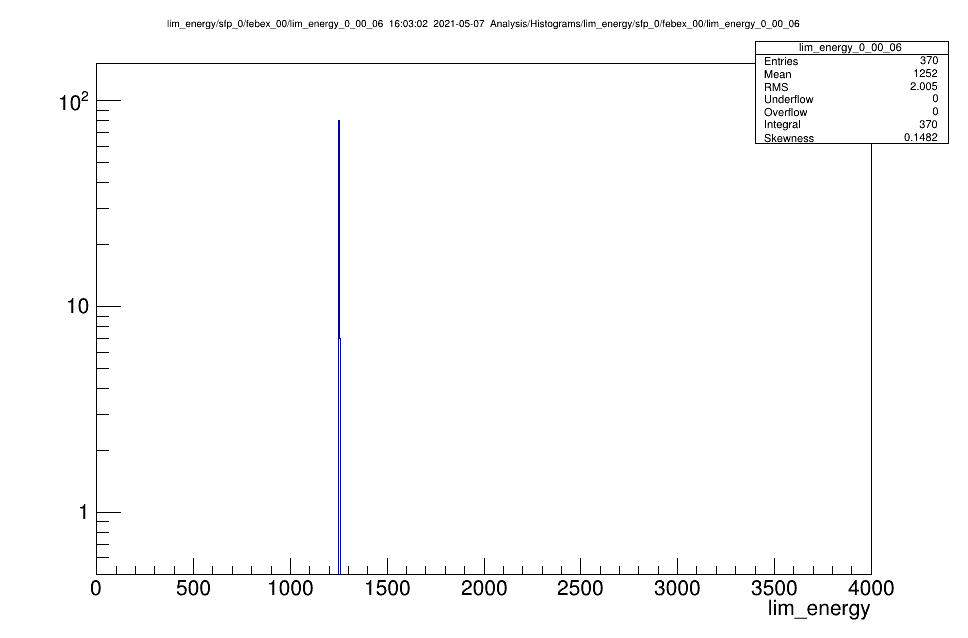 lim_energy/sfp_0/febex_00/lim_energy_0_00_06  16:03:02  2021-05-07  Analysis/Histograms/lim_energy/sfp_0/febex_00/lim_energy_0_00_06
lim_energy_0_00_06
Entries 370
Mean 1252
RMS 2.005
Underflow 0
Overflow 0
Integral 370
Skewness 0.1482
10²
10
1
0 500 1000 1500 2000 2500 3000 3500 4000
lim_energy